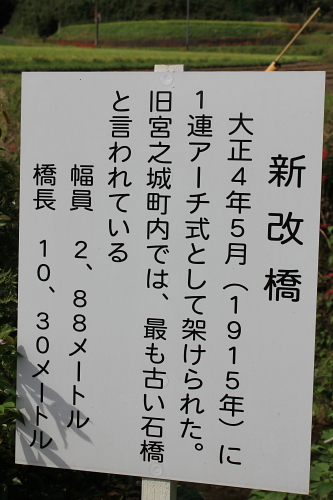 新改橋
大正４年５月（１９１５年）に
１連アーチ式として架けられた。
旧宮之城町内では、最も古い石橋
と言われている
幅員　２、８８メートル
橋長　１０、３０メートル